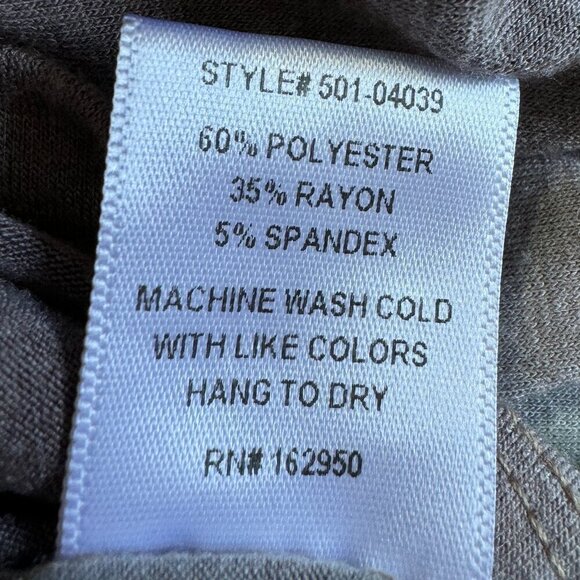 STYLE# 501-04039
60% POLYESTER
35% RAYON
5% SPANDEX
MACHINE WASH COLD
WITH LIKE COLORS
HANG TO DRY
RN# 162950